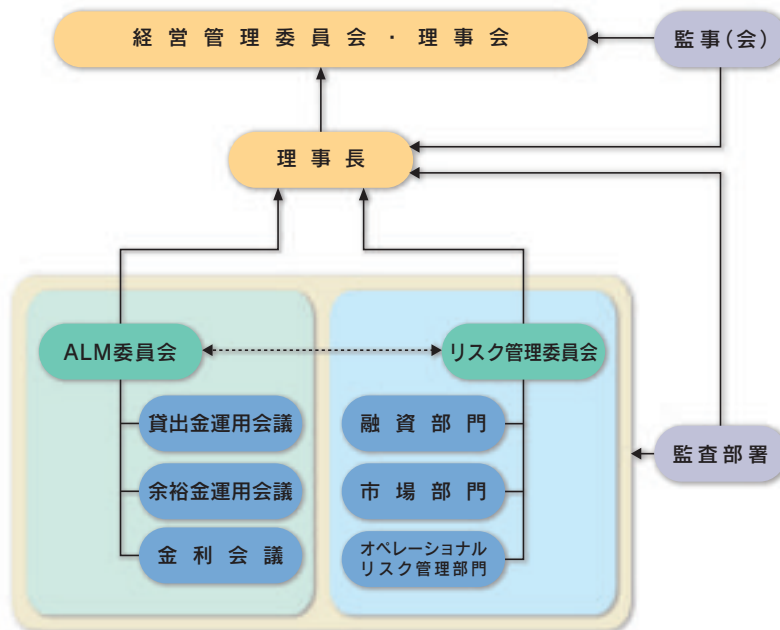 経営管理委員会・理事会
監事(会)
理事長
ALM委員会
リスク管理委員会
貸出金運用会議
融資部門
余裕金運用会議
市場部門
監査部署
金利会議
オペレーショナル
リスク管理部門